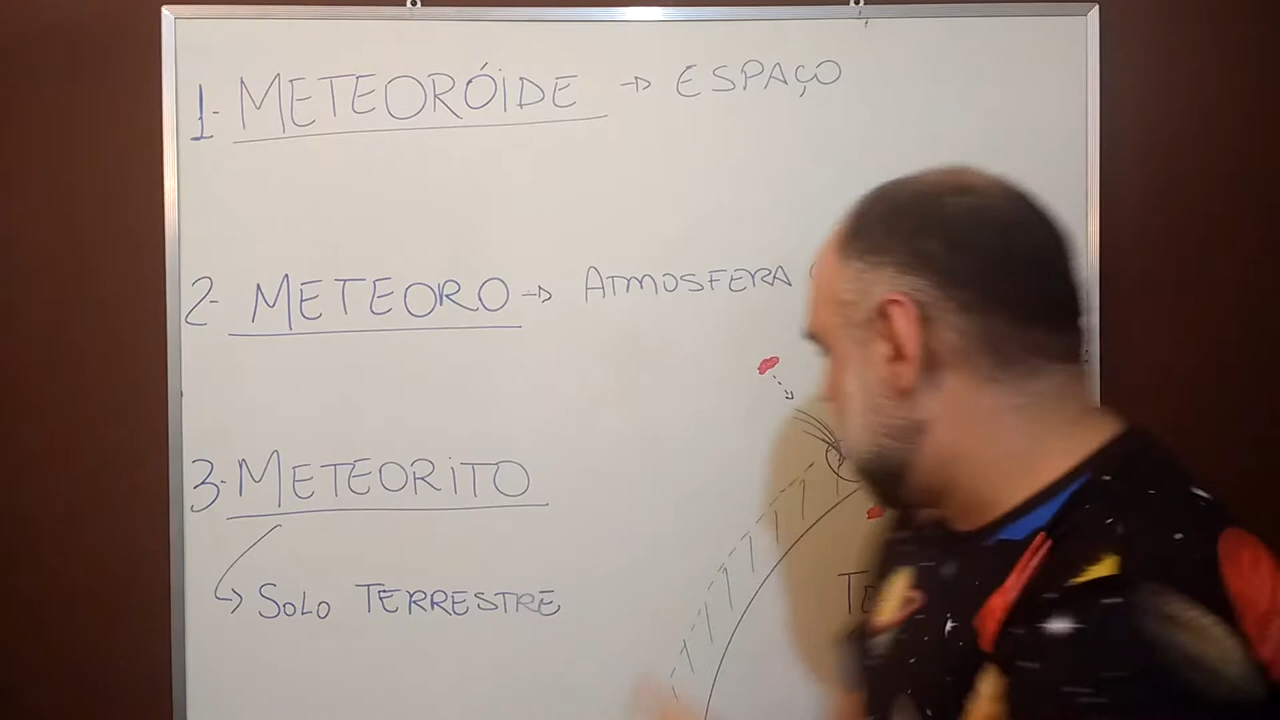 1- METEORÓIDE → ESPAÇO
2- METEORO → ATMOSFERA
3- METEORITO
↳ SOLO TERRESTRE